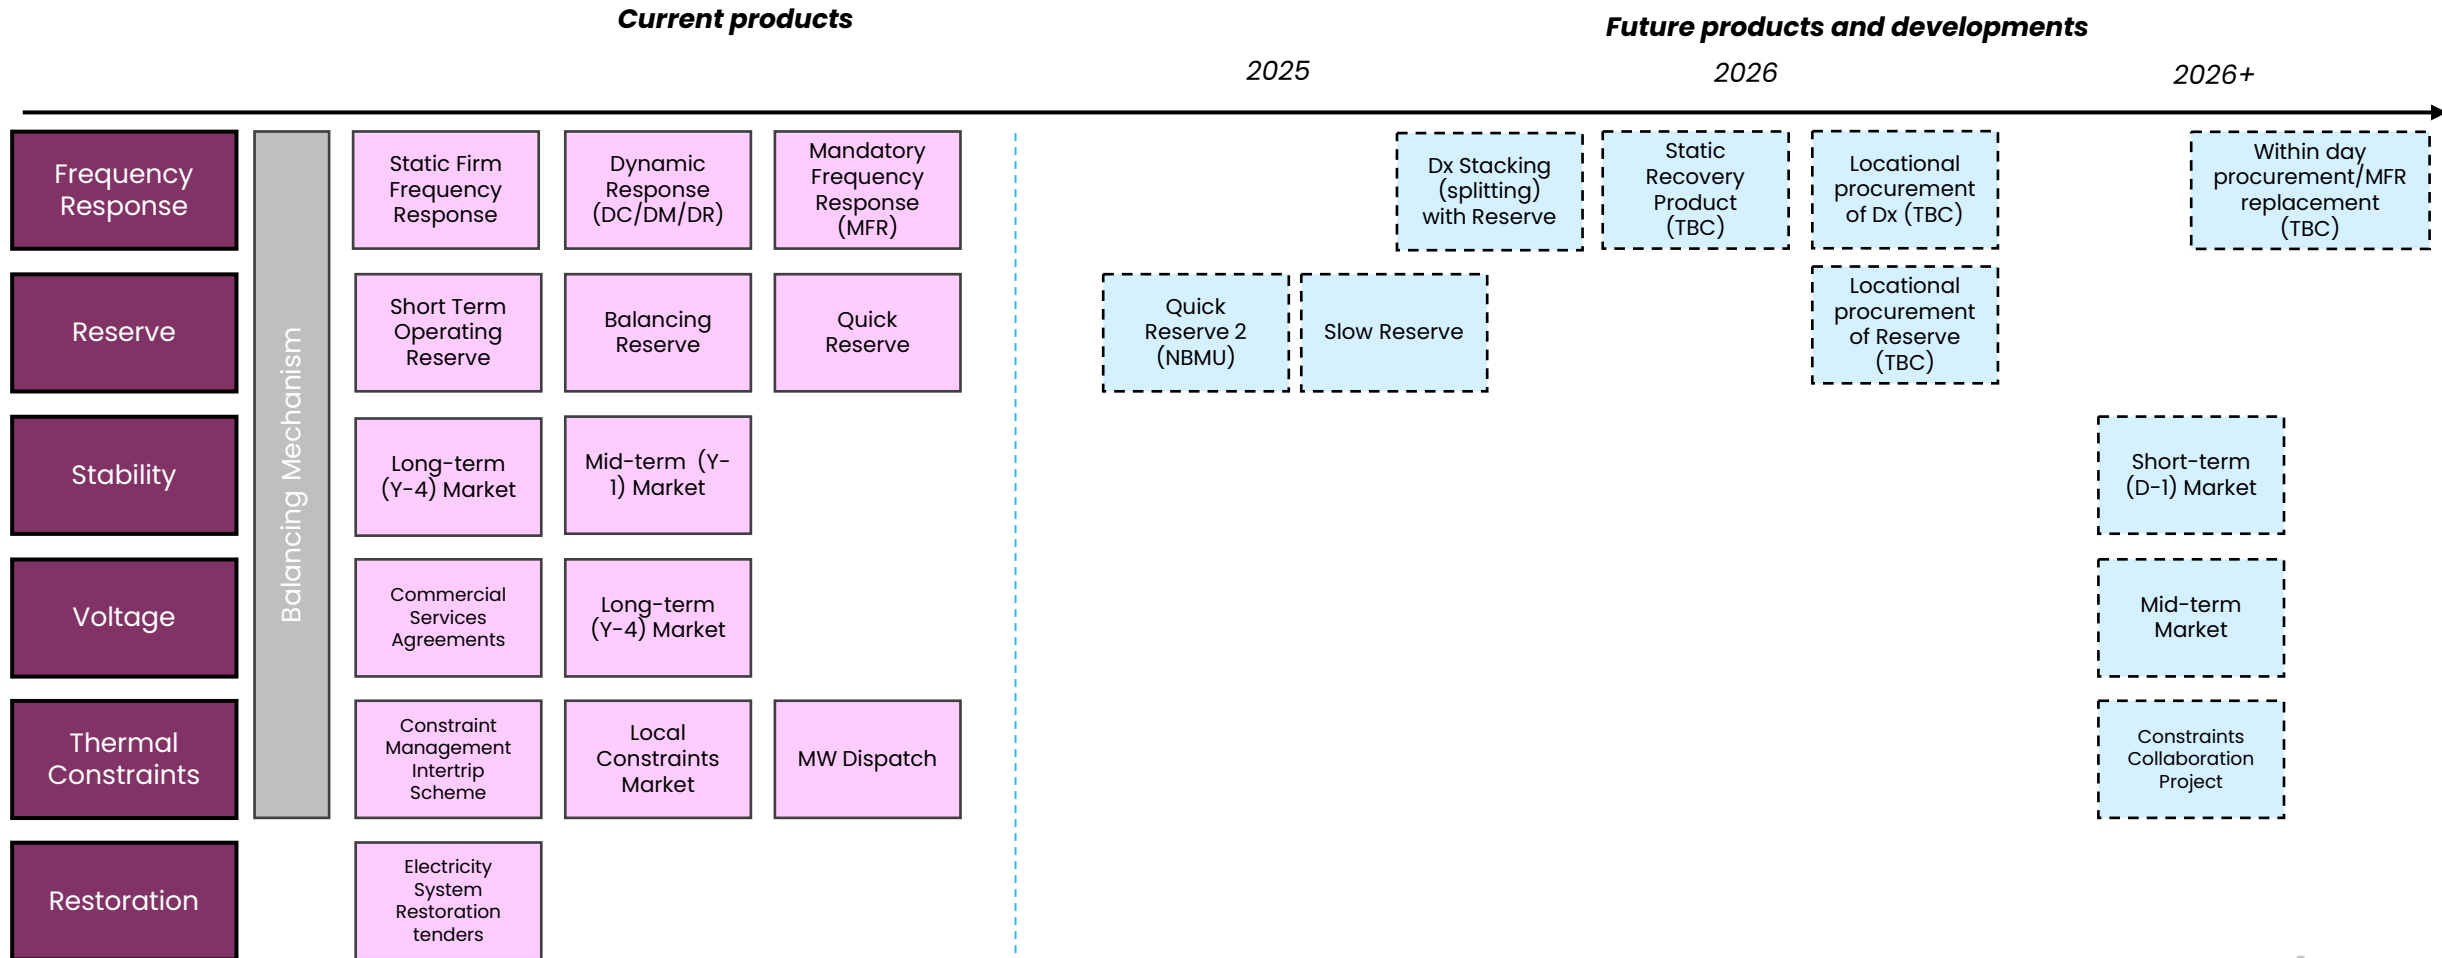 Current products
Future products and developments
2025
2026
2026+
Frequency
Response
Balancing Mechanism
Static Firm
Frequency
Response
Dynamic
Response
(DC/DM/DR)
Mandatory
Frequency
Response
(MFR)
Dx Stacking
(splitting)
with Reserve
Static
Recovery
Product
(TBC)
Locational
procurement
of Dx (TBC)
Within day
procurement/MFR
replacement
(TBC)
Reserve
Short Term
Operating
Reserve
Balancing
Reserve
Quick
Reserve
Quick
Reserve 2
(NBMU)
Slow Reserve
Locational
procurement
of Reserve
(TBC)
Stability
Long-term
(Y-4) Market
Mid-term (Y-
1) Market
Short-term
(D-1) Market
Voltage
Commercial
Services
Agreements
Long-term
(Y-4) Market
Mid-term
Market
Thermal
Constraints
Constraint
Management
Intertrip
Scheme
Local
Constraints
Market
MW Dispatch
Constraints
Collaboration
Project
Restoration
Electricity
System
Restoration
tenders